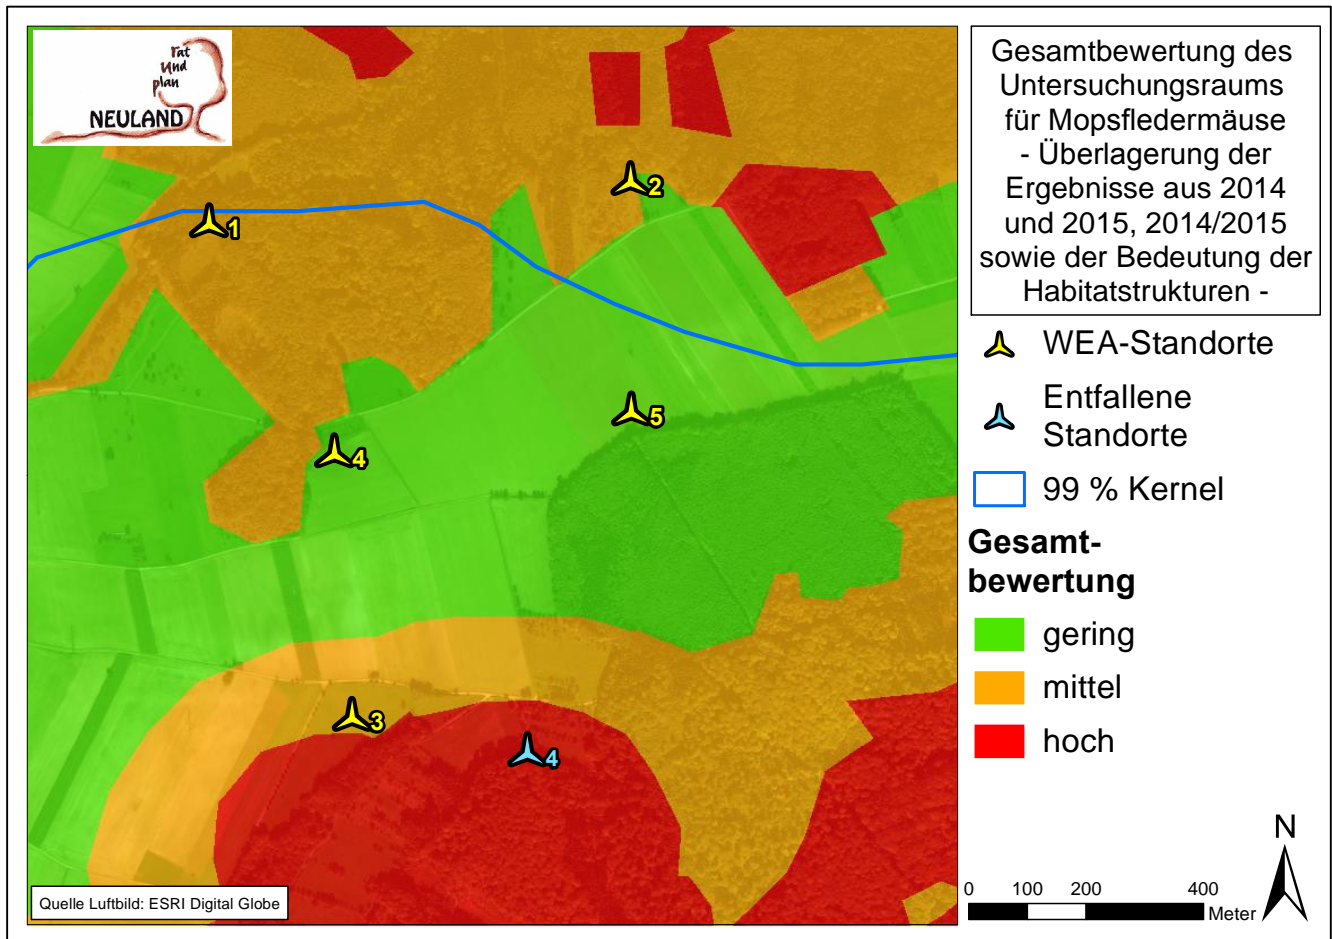 rat
und
plan
NEULAND
1
2
5
4
3
4
Quelle Luftbild: ESRI Digital Globe
Gesamtbewertung des
Untersuchungsraums
für Mopsfledermäuse
- Überlagerung der
Ergebnisse aus 2014
und 2015, 2014/2015
sowie der Bedeutung der
Habitatstrukturen -
WEA-Standorte
Entfallene
Standorte
99 % Kernel
Gesamt-
bewertung
gering
mittel
hoch
N
0 100 200 400
Meter